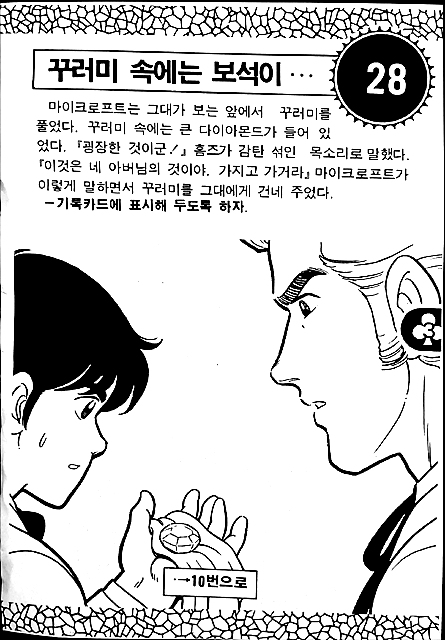 꾸러미 속에는 보석이 …
28
마이크로프트는 그대가 보는 앞에서 꾸러미를
풀었다. 꾸러미 속에는 큰 다이아몬드가 들어 있
었다. 『굉장한 것이군!』 홈즈가 감탄 섞인 목소리로 말했다.
『이것은 네 아버님의 것이야. 가지고 가거라』 마이크로프트가
이렇게 말하면서 꾸러미를 그대에게 건네 주었다.
－기록카드에 표시해 두도록 하자.
3
…→10번으로